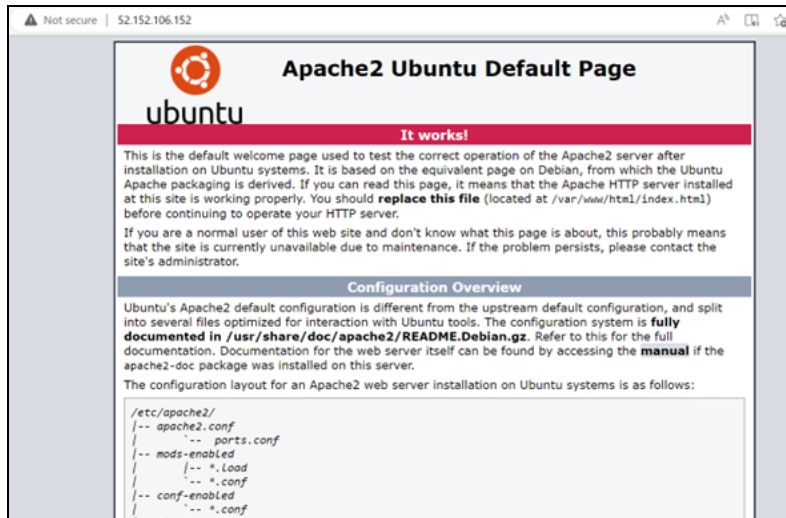 Not secure | 52.152.106.152
Apache2 Ubuntu Default Page
ubuntu
It works!
This is the default welcome page used to test the correct operation of the Apache2 server after
installation on Ubuntu systems. It is based on the equivalent page on Debian, from which the Ubuntu
Apache packaging is derived. If you can read this page, it means that the Apache HTTP server installed
at this site is working properly. You should replace this file (located at /var/www/html/index.html)
before continuing to operate your HTTP server.
If you are a normal user of this web site and don't know what this page is about, this probably means
that the site is currently unavailable due to maintenance. If the problem persists, please contact the
site's administrator.
Configuration Overview
Ubuntu's Apache2 default configuration is different from the upstream default configuration, and split
into several files optimized for interaction with Ubuntu tools. The configuration system is fully
documented in /usr/share/doc/apache2/README.Debian.gz. Refer to this for the full
documentation. Documentation for the web server itself can be found by accessing the manual if the
apache2-doc package was installed on this server.
The configuration layout for an Apache2 web server installation on Ubuntu systems is as follows:
/etc/apache2/
|-- apache2.conf
|       `--  ports.conf
|-- mods-enabled
|       |-- *.load
|       `-- *.conf
|-- conf-enabled
|       `-- *.conf